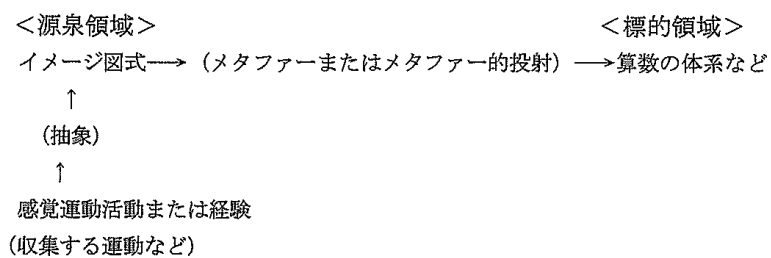 ＜源泉領域＞　＜標的領域＞
イメージ図式→（メタファーまたはメタファー的投射）→算数の体系など
↑
（抽象）
↑
感覚運動活動または経験
（収集する運動など）